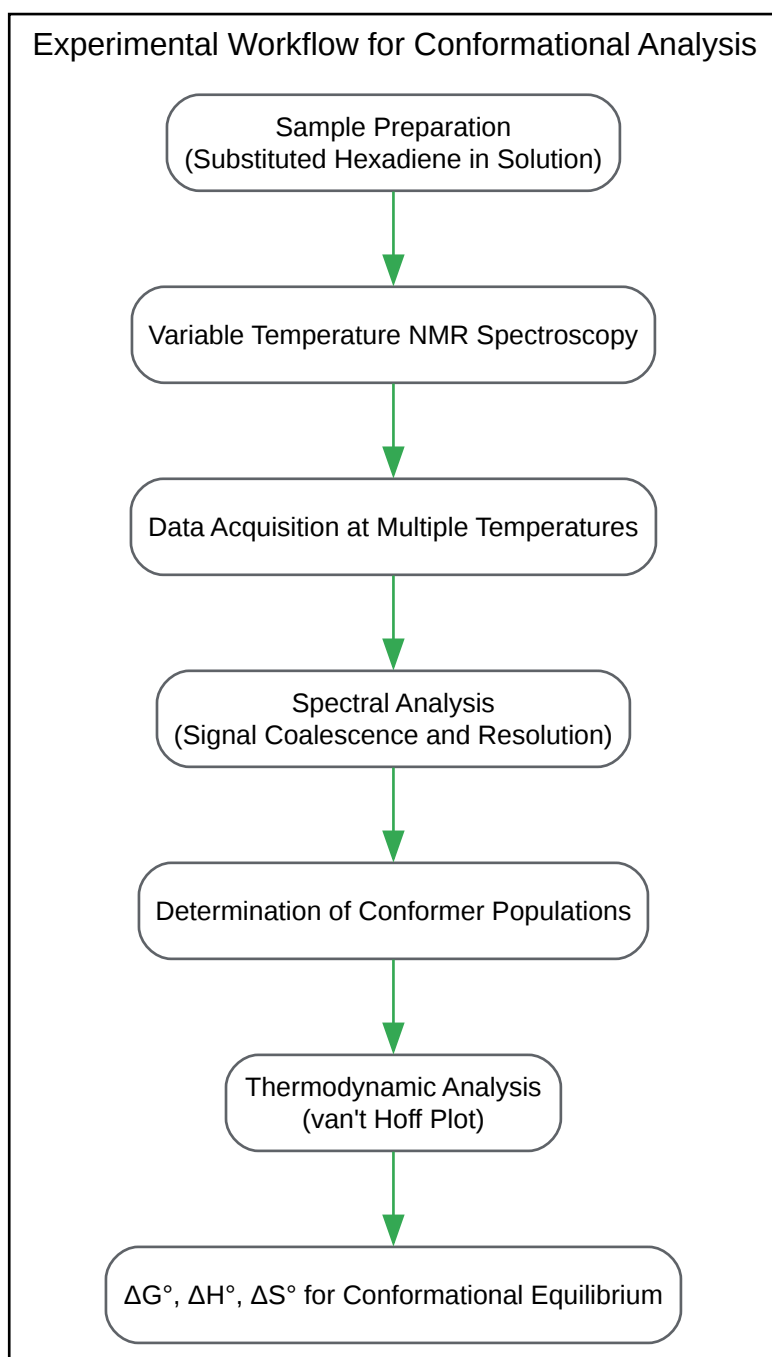 Experimental Workflow for Conformational Analysis
Sample Preparation
(Substituted Hexadiene in Solution)
Variable Temperature NMR Spectroscopy
Data Acquisition at Multiple Temperatures
Spectral Analysis
(Signal Coalescence and Resolution)
Determination of Conformer Populations
Thermodynamic Analysis
(van't Hoff Plot)
ΔG°, ΔH°, ΔS° for Conformational Equilibrium